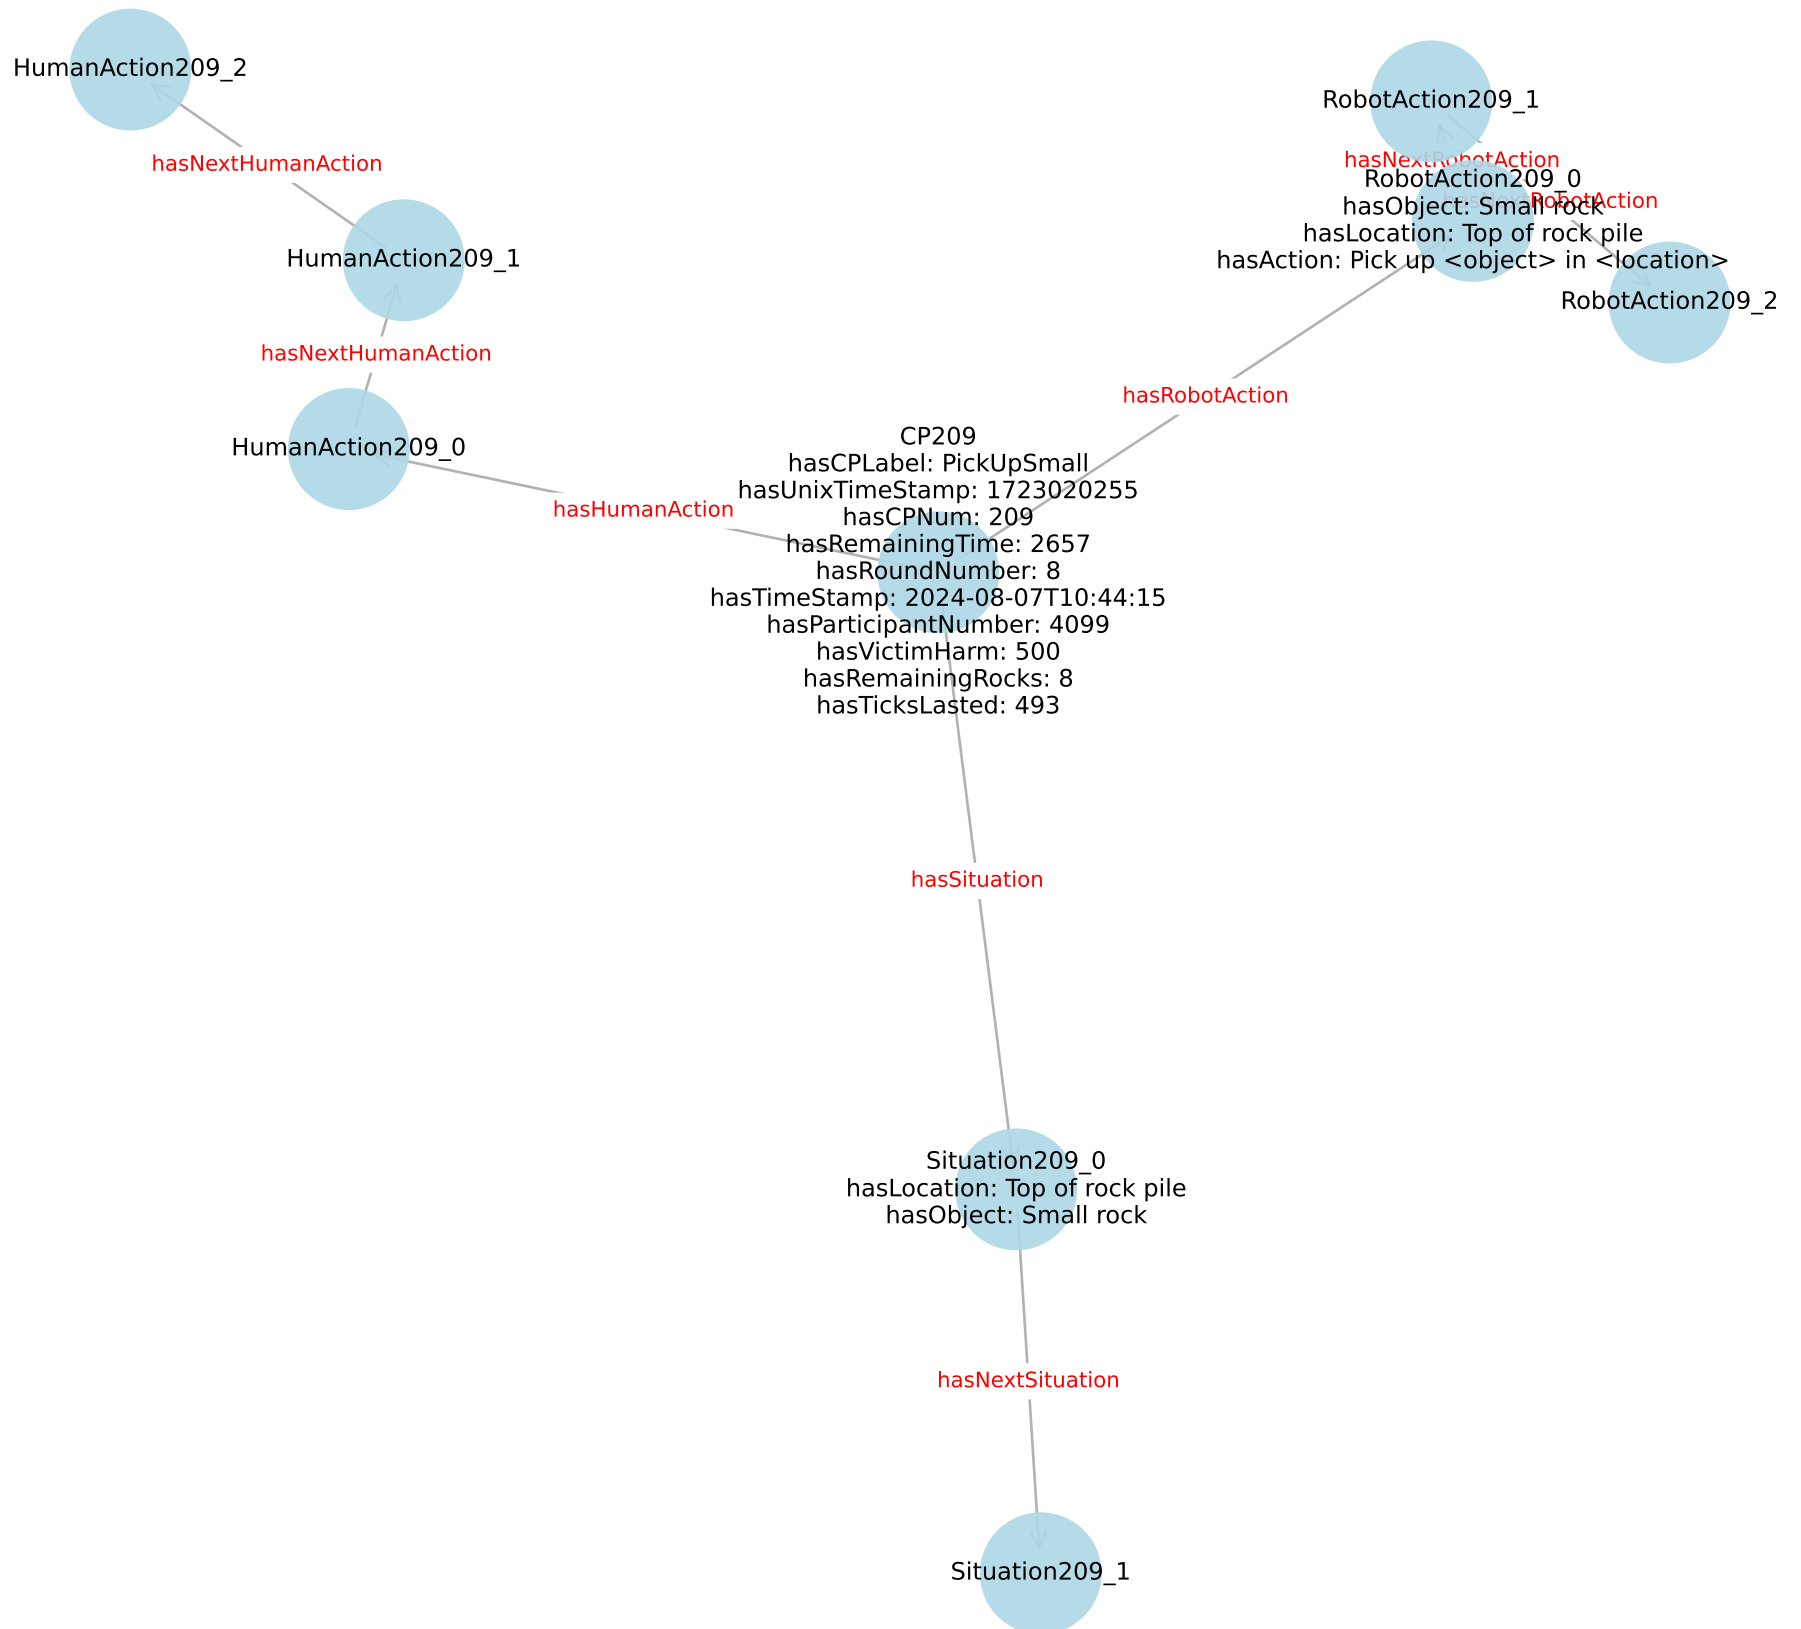 HumanAction209_2
hasNextHumanAction
HumanAction209_1
hasNextHumanAction
HumanAction209_0
hasHumanAction
RobotAction209_1
hasNextRobotAction
RobotAction209_0
hasObject: Small rock
hasLocation: Top of rock pile
hasAction: Pick up <object> in <location>
hasNextRobotAction
RobotAction209_2
hasRobotAction
CP209
hasCPLabel: PickUpSmall
hasUnixTimeStamp: 1723020255
hasCPNum: 209
hasRemainingTime: 2657
hasRoundNumber: 8
hasTimeStamp: 2024-08-07T10:44:15
hasParticipantNumber: 4099
hasVictimHarm: 500
hasRemainingRocks: 8
hasTicksLasted: 493
hasSituation
Situation209_0
hasLocation: Top of rock pile
hasObject: Small rock
hasNextSituation
Situation209_1